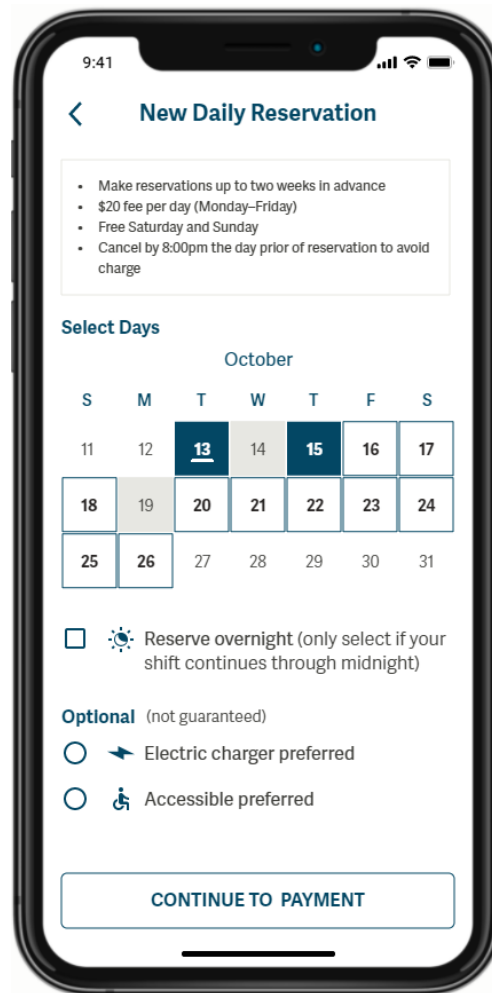 9:41
New Daily Reservation
• Make reservations up to two weeks in advance
• $20 fee per day (Monday–Friday)
• Free Saturday and Sunday
• Cancel by 8:00pm the day prior of reservation to avoid
charge
Select Days
October
S M T W T F S
11 12 13 14 15 16 17
18 19 20 21 22 23 24
25 26 27 28 29 30 31
Reserve overnight (only select if your
shift continues through midnight)
Optional (not guaranteed)
Electric charger preferred
Accessible preferred
CONTINUE TO PAYMENT